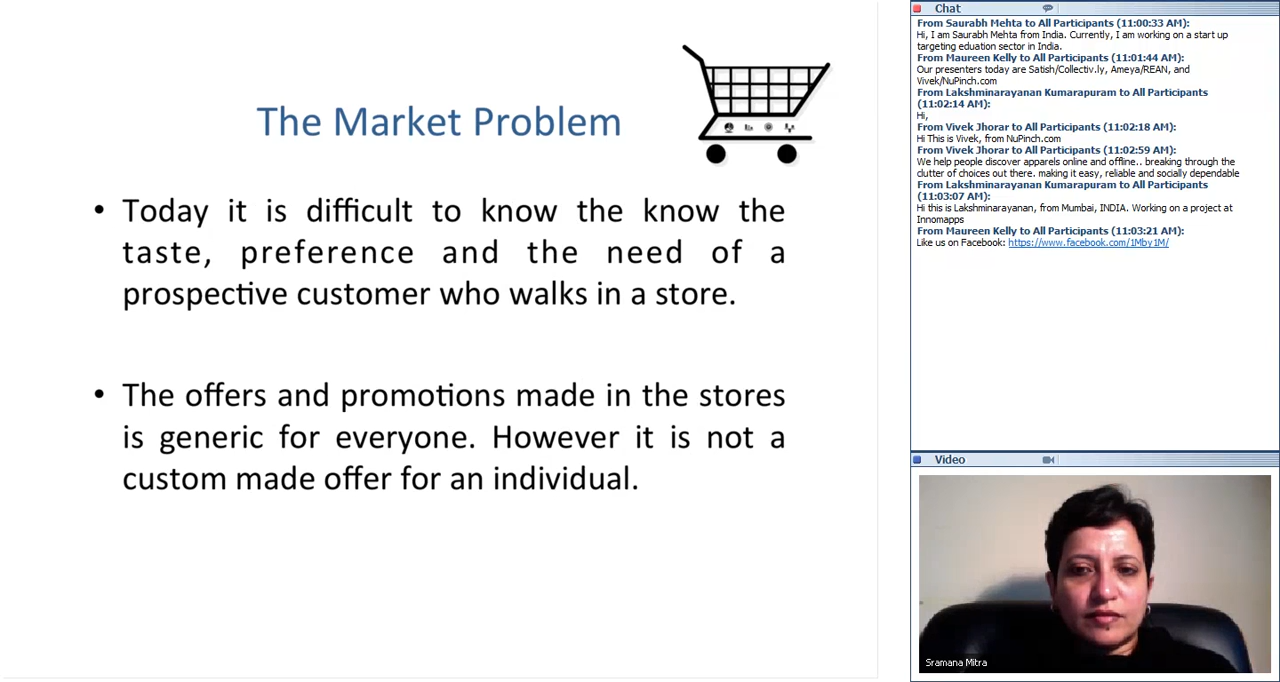 The Market Problem
• Today it is difficult to know the know the
taste, preference and the need of a
prospective customer who walks in a store.
• The offers and promotions made in the stores
is generic for everyone. However it is not a
custom made offer for an individual.
Chat
From Saurabh Mehta to All Participants (11:00:33 AM):
Hi, I am Saurabh Mehta from India. Currently, I am working on a start up
targeting eduation sector in India.
From Maureen Kelly to All Participants (11:01:44 AM):
Our presenters today are Satish/Collectiv.ly, Ameya/REAN, and
Vivek/NuPinch.com
From Lakshminarayanan Kumarapuram to All Participants
(11:02:14 AM):
Hi,
From Vivek Jhorar to All Participants (11:02:18 AM):
Hi This is Vivek, from NuPinch.com
From Vivek Jhorar to All Participants (11:02:59 AM):
We help people discover apparels online and offline.. breaking through the
clutter of choices out there. making it easy, reliable and socially dependable
From Lakshminarayanan Kumarapuram to All Participants
(11:03:07 AM):
Hi this is Lakshminarayanan, from Mumbai, INDIA. Working on a project at
Innomapps
From Maureen Kelly to All Participants (11:03:21 AM):
Like us on Facebook: https://www.facebook.com/1Mby1M/
Video
Sramana Mitra